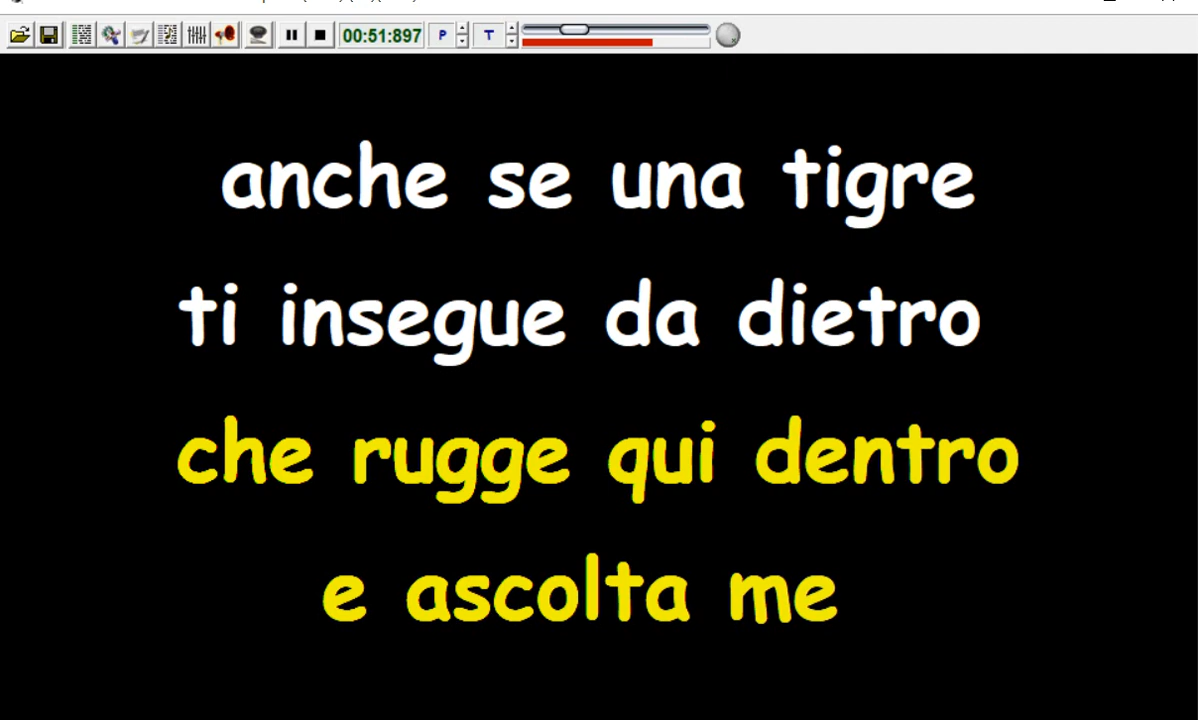 00:51:897 P T
anche se una tigre
ti insegue da dietro
che rugge qui dentro
e ascolta me